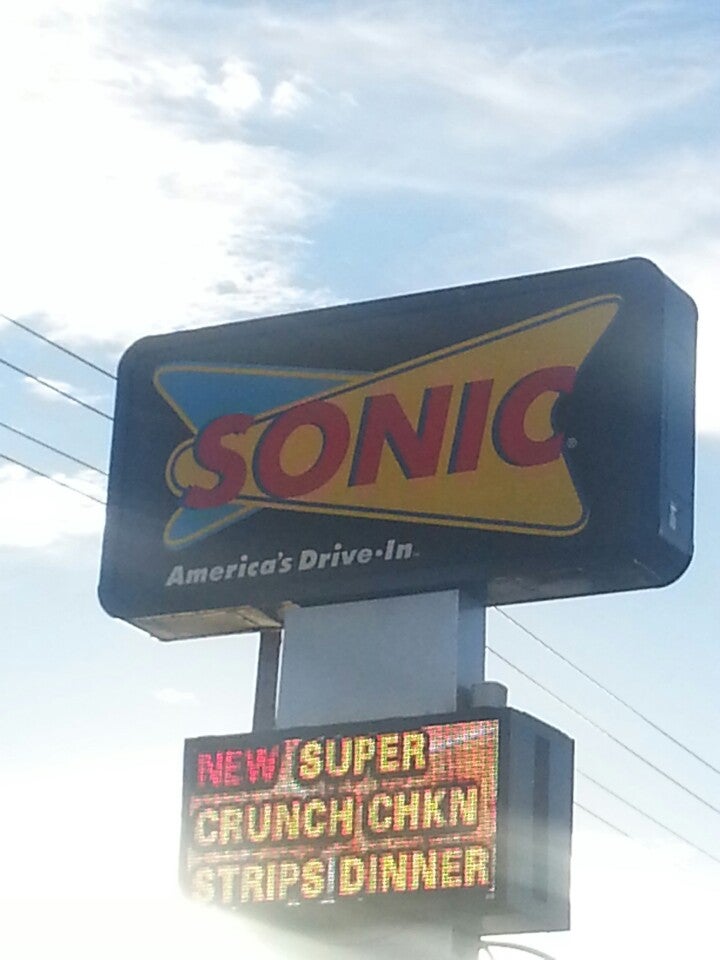 SONIC
America's Drive-In
NEW SUPER
CRUNCH CHKN
STRIPS DINNER